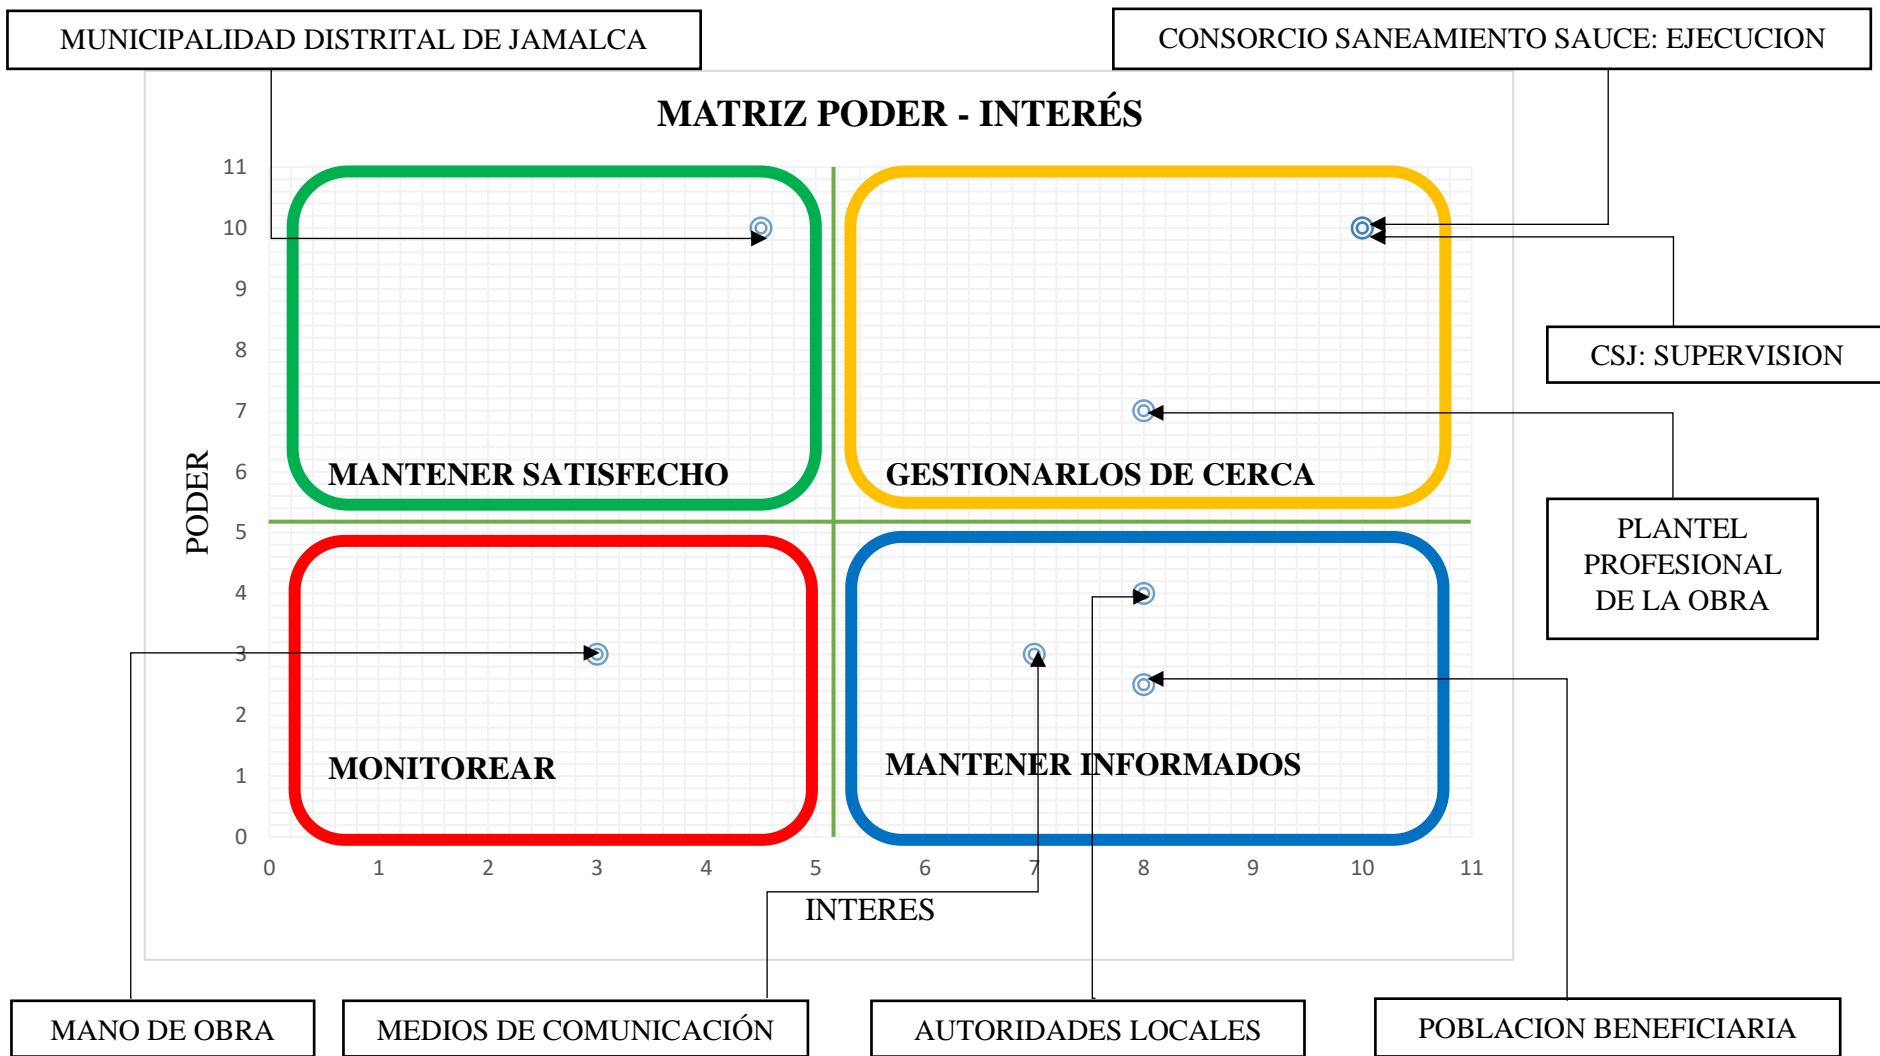 MUNICIPALIDAD DISTRITAL DE JAMALCA
CONSORCIO SANEAMIENTO SAUCE: EJECUCION
MATRIZ PODER - INTERÉS
11
10
9
8
7
6
5
4
3
2
1
0
PODER
MANTENER SATISFECHO
GESTIONARLOS DE CERCA
MONITOREAR
MANTENER INFORMADOS
CSJ: SUPERVISION
PLANTEL
PROFESIONAL
DE LA OBRA
0 1 2 3 4 5 6 7 8 9 10 11
INTERES
MANO DE OBRA
MEDIOS DE COMUNICACIÓN
AUTORIDADES LOCALES
POBLACION BENEFICIARIA